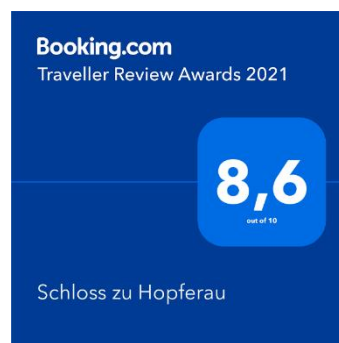 Booking.com
Traveller Review Awards 2021
8,6
out of 10
Schloss zu Hopferau